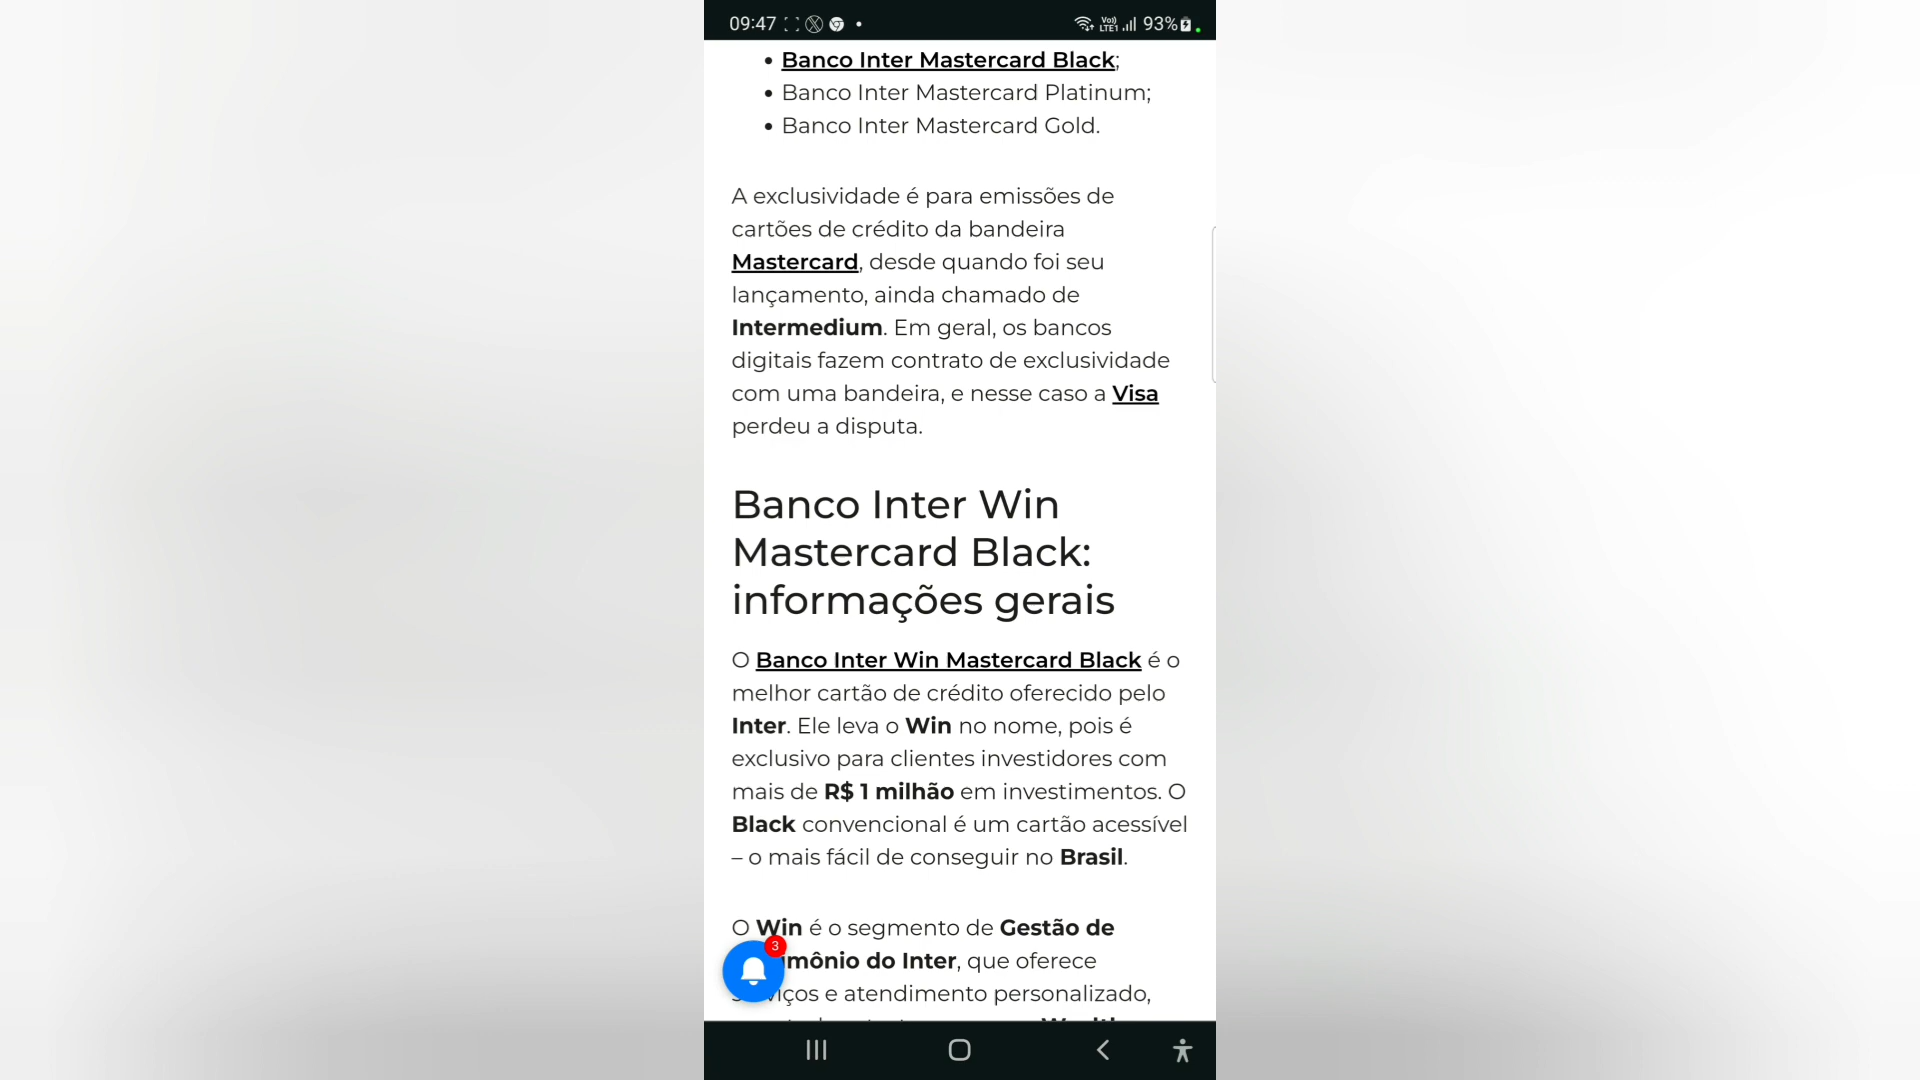 09:47
VoLTE1 93%
• Banco Inter Mastercard Black;
• Banco Inter Mastercard Platinum;
• Banco Inter Mastercard Gold.
A exclusividade é para emissões de
cartões de crédito da bandeira
Mastercard, desde quando foi seu
lançamento, ainda chamado de
Intermedium. Em geral, os bancos
digitais fazem contrato de exclusividade
com uma bandeira, e nesse caso a Visa
perdeu a disputa.
Banco Inter Win
Mastercard Black:
informações gerais
O Banco Inter Win Mastercard Black é o
melhor cartão de crédito oferecido pelo
Inter. Ele leva o Win no nome, pois é
exclusivo para clientes investidores com
mais de R$ 1 milhão em investimentos. O
Black convencional é um cartão acessível
– o mais fácil de conseguir no Brasil.
O Win é o segmento de Gestão de
3
mônio do Inter, que oferece
iços e atendimento personalizado,